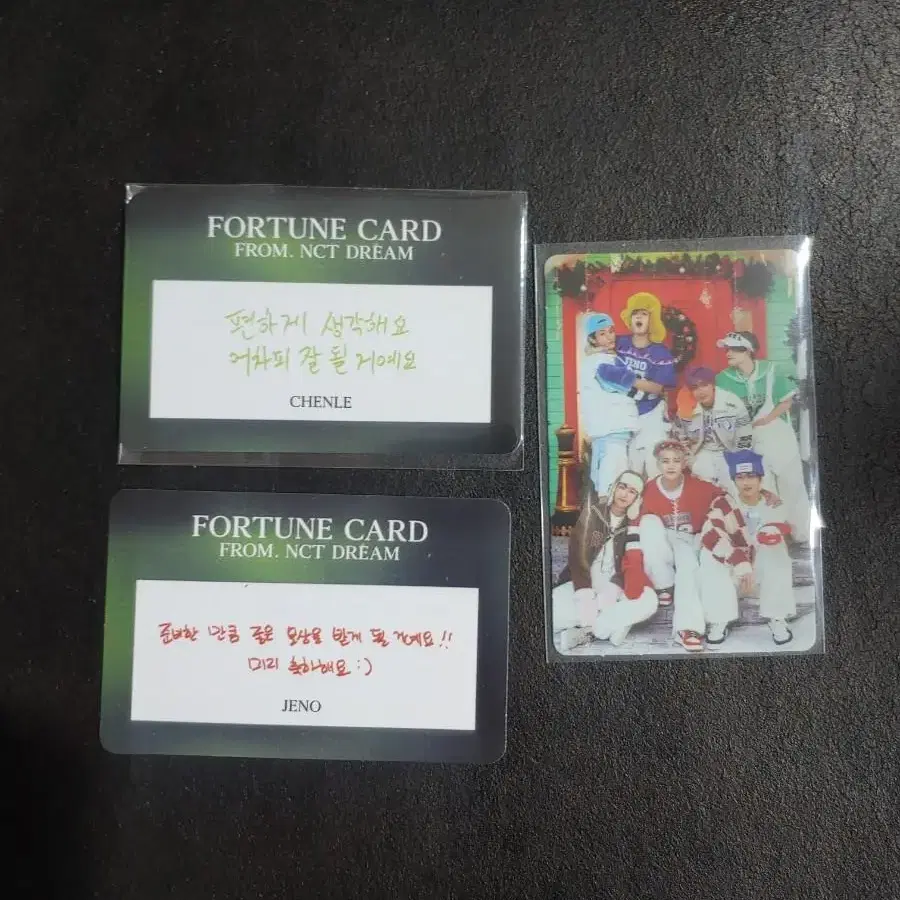 FORTUNE CARD
FROM. NCT DREAM
편하게 생각해요
어차피 잘 될 거예요
CHENLE
FORTUNE CARD
FROM. NCT DREAM
준비한 만큼 좋은 보상을 받게 될 거예요!!
미리 축하해요 :)
JENO
JENO